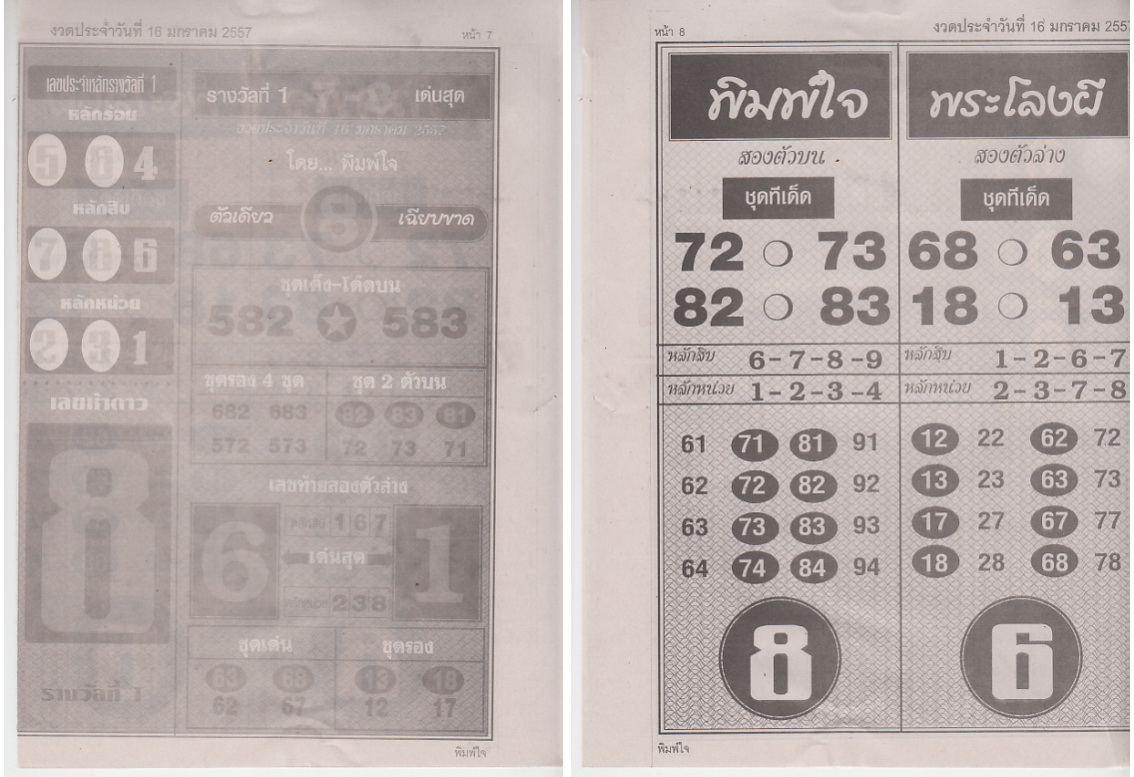 งวดประจำวันที่ 16 มกราคม 2557
หน้า 7
เลขประจำหลักรางวัลที่ 1
หลักร้อย
5 6 4
หลักสิบ
7 8 6
หลักหน่วย
2 3 1
เลขเข้าดาว
8
รางวัลที่ 1
รางวัลที่ 1 เด่นสุด
งวดประจำวันที่ 16 มกราคม 2557
โดย... พิมพ์ใจ
ตัวเดียว 8 เฉียบขาด
ชุดเต็ง-โต๊ดบน
582 583
ชุดรอง 4 ชุด
682 683
572 573
ชุด 2 ตัวบน
82 83 81
72 73 71
เลขท้ายสองตัวล่าง
6
หลักสิบ 1 6 7
เด่นสุด
หลักหน่วย 2 3 8
1
ชุดเด่น
63 68
62 67
ชุดรอง
13 18
12 17
พิมพ์ใจ
หน้า 8
งวดประจำวันที่ 16 มกราคม 2557
พิมพ์ใจ
สองตัวบน
ชุดทีเด็ด
72 73
82 83
หลักสิบ 6-7-8-9
หลักหน่วย 1-2-3-4
61 71 81 91
62 72 82 92
63 73 83 93
64 74 84 94
8
พระโลงผี
สองตัวล่าง
ชุดทีเด็ด
68 63
18 13
หลักสิบ 1-2-6-7
หลักหน่วย 2-3-7-8
12 22 62 72
13 23 63 73
17 27 67 77
18 28 68 78
6
พิมพ์ใจ